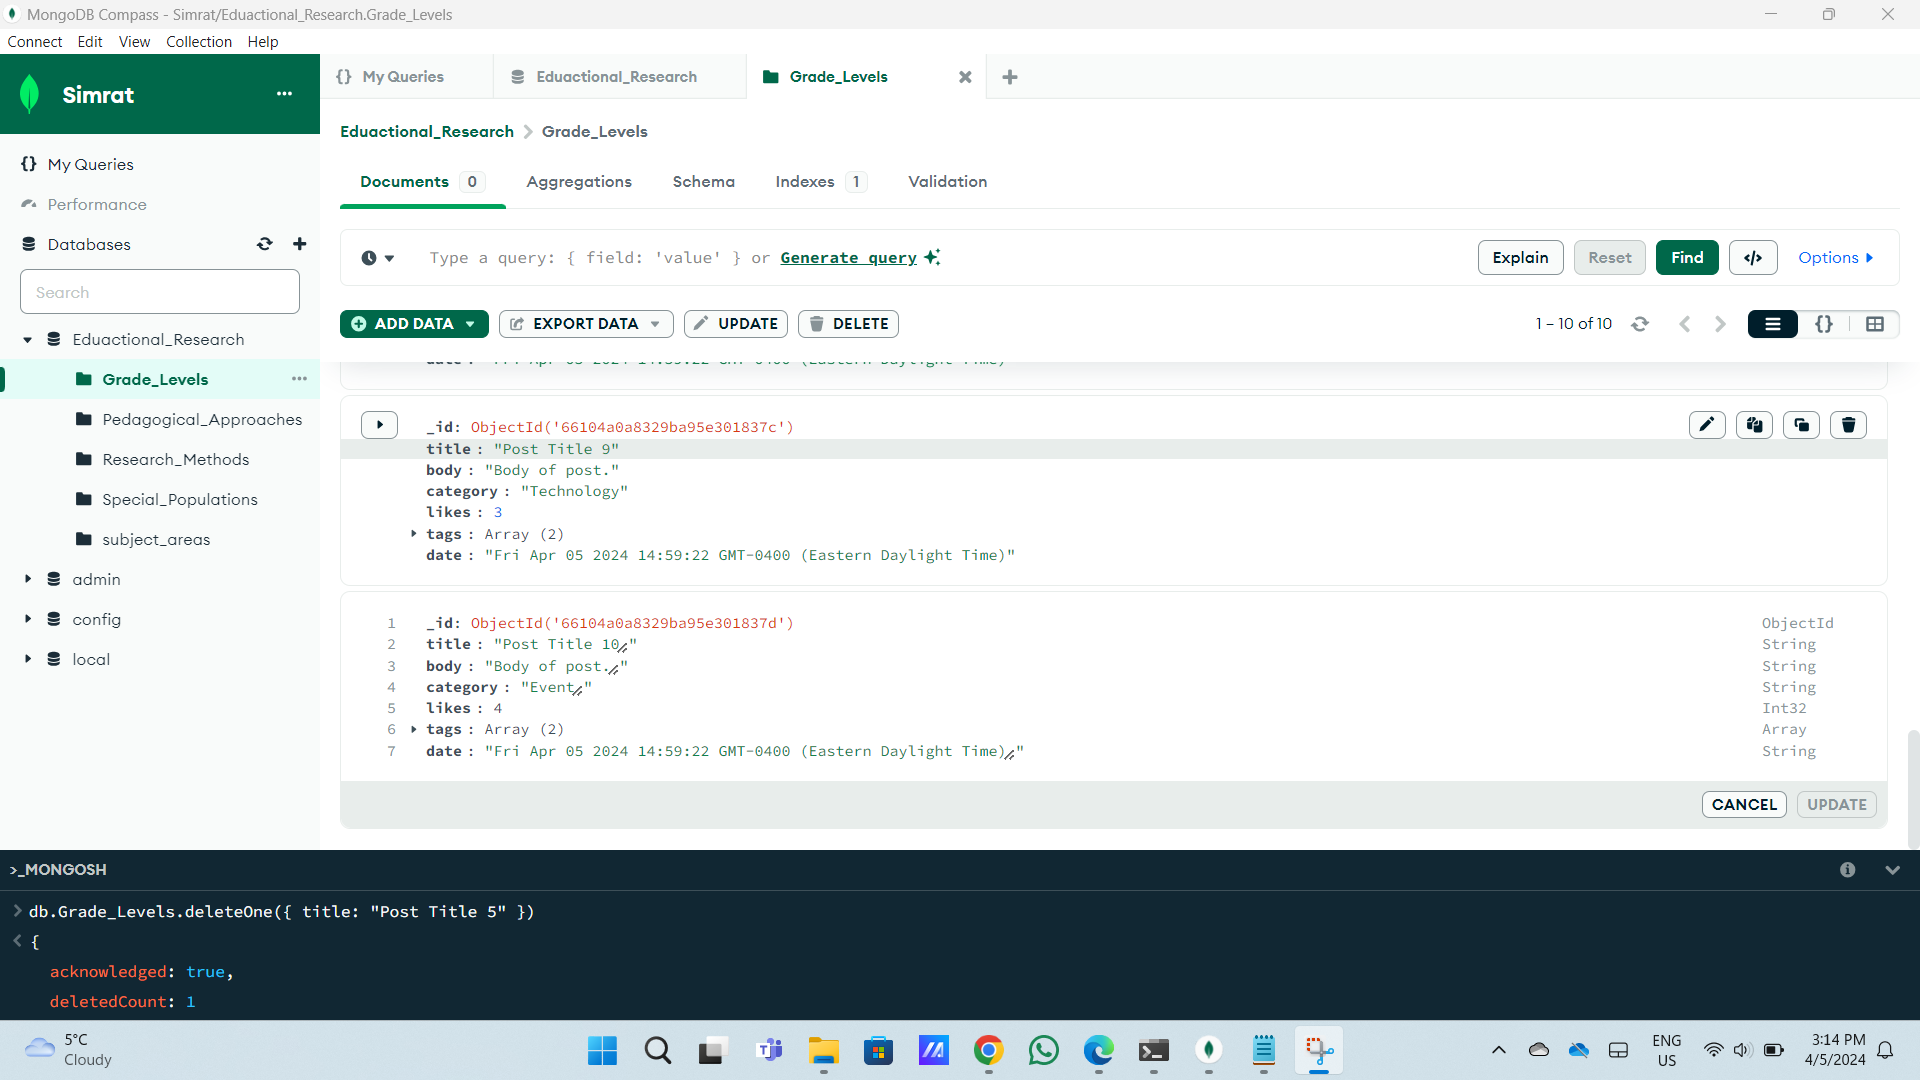 MongoDB Compass - Simrat/Eduactional_Research.Grade_Levels
Connect Edit View Collection Help
Simrat
My Queries
Performance
Databases
Search
Eduactional_Research
Grade_Levels
Pedagogical_Approaches
Research_Methods
Special_Populations
subject_areas
admin
config
local
{} My Queries Eduactional_Research Grade_Levels
Eduactional_Research > Grade_Levels
Documents 0 Aggregations Schema Indexes 1 Validation
Type a query: { field: 'value' } or Generate query Explain Reset Find </> Options
ADD DATA EXPORT DATA UPDATE DELETE 1 – 10 of 10 {}
_id: ObjectId('66104a0a8329ba95e301837c')
title : "Post Title 9"
body : "Body of post."
category : "Technology"
likes : 3
tags : Array (2)
date : "Fri Apr 05 2024 14:59:22 GMT-0400 (Eastern Daylight Time)"
1 _id: ObjectId('66104a0a8329ba95e301837d') ObjectId
2 title : "Post Title 10" String
3 body : "Body of post." String
4 category : "Event" String
5 likes : 4 Int32
6 tags : Array (2) Array
7 date : "Fri Apr 05 2024 14:59:22 GMT-0400 (Eastern Daylight Time)" String
CANCEL UPDATE
>_MONGOSH
> db.Grade_Levels.deleteOne({ title: "Post Title 5" })
< {
acknowledged: true,
deletedCount: 1
5°C
Cloudy
ENG
US
3:14 PM
4/5/2024